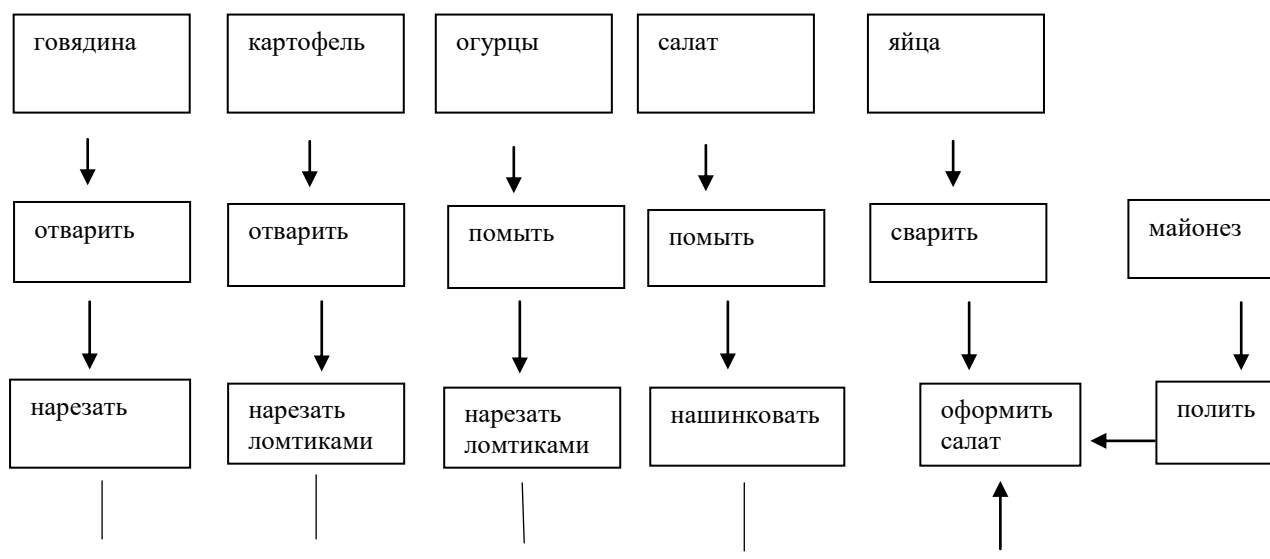 говядина
картофель
огурцы
салат
яйца
отварить
отварить
помыть
помыть
сварить
майонез
нарезать
нарезать
ломтиками
нарезать
ломтиками
нашинковать
оформить
салат
полить